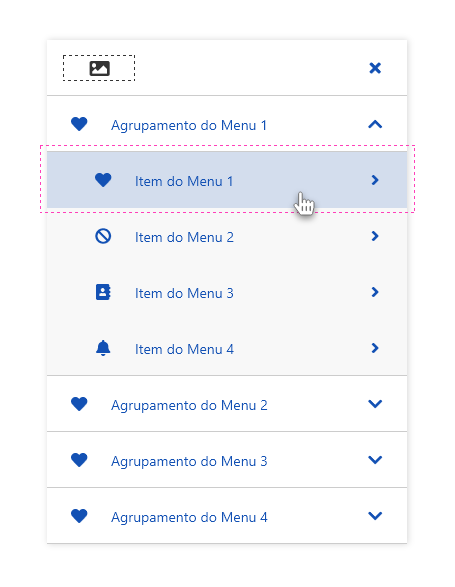 Agrupamento do Menu 1
Item do Menu 1
Item do Menu 2
Item do Menu 3
Item do Menu 4
Agrupamento do Menu 2
Agrupamento do Menu 3
Agrupamento do Menu 4